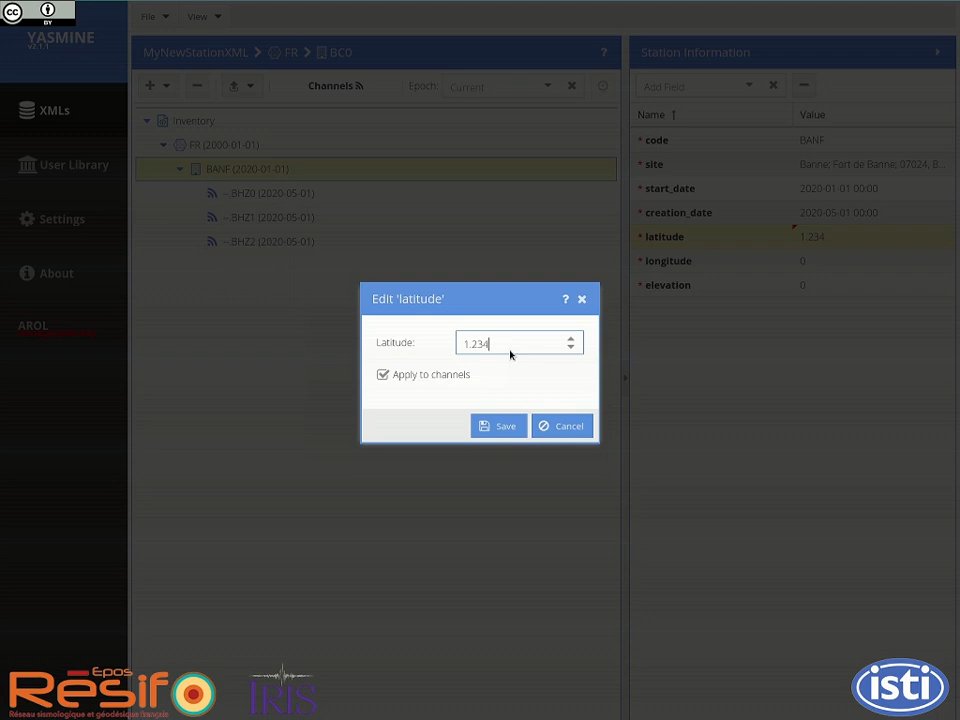 CC
BY
YASMINE
v2.1.1
XMLs
User Library
Settings
About
AROL
File
View
MyNewStationXML > FR > BC0
?
Channels
Epoch:
Current
Inventory
FR (2000-01-01)
BANF (2020-01-01)
--.BHZ0 (2020-05-01)
--.BHZ1 (2020-05-01)
--.BHZ2 (2020-05-01)
Station Information
Add Field
Name ↑ Value
* code BANF
* site Banne: Fort de Banne: 07024, B...
* start_date 2020-01-01 00:00
* creation_date 2020-05-01 00:00
* latitude 1.234
* longitude 0
* elevation 0
Edit 'latitude'
?
Latitude: 1.234
Apply to channels
Save
Cancel
Epos
Résif
Réseau sismologique et géodésique français
IRIS
isti